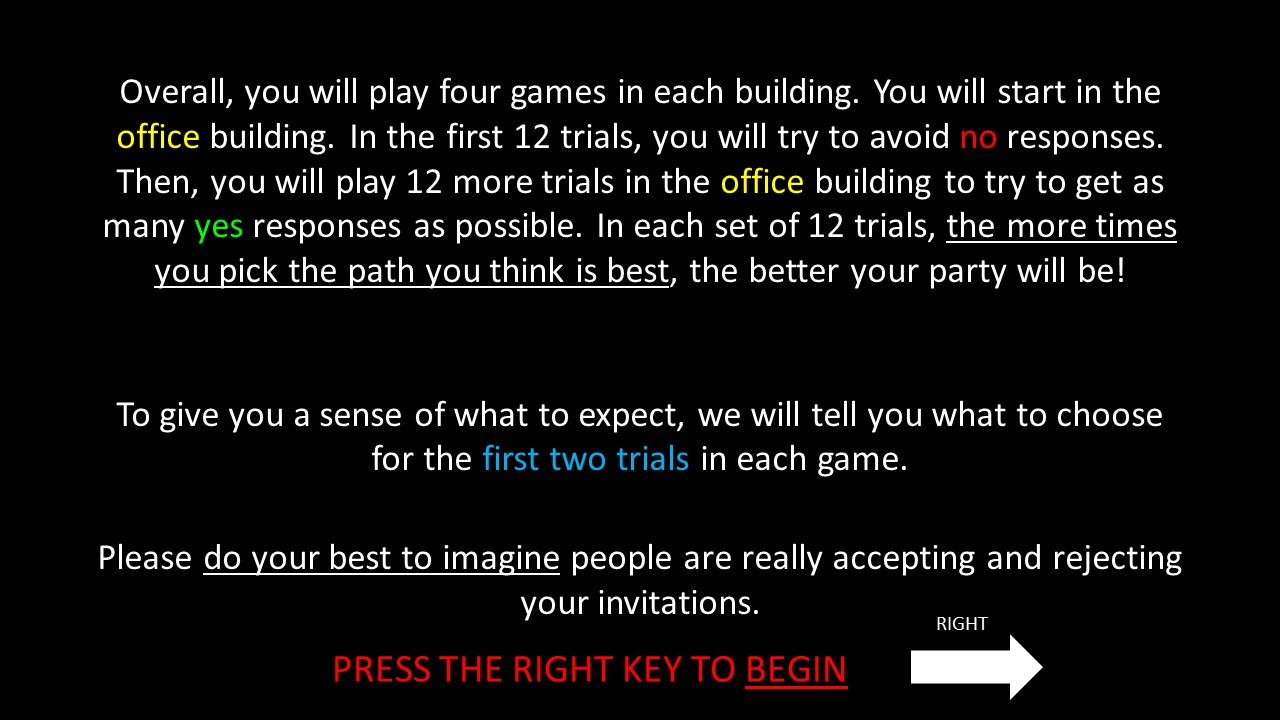 Overall, you will play four games in each building. You will start in the
office building. In the first 12 trials, you will try to avoid no responses.
Then, you will play 12 more trials in the office building to try to get as
many yes responses as possible. In each set of 12 trials, the more times
you pick the path you think is best, the better your party will be!
To give you a sense of what to expect, we will tell you what to choose
for the first two trials in each game.
Please do your best to imagine people are really accepting and rejecting
your invitations.
RIGHT
PRESS THE RIGHT KEY TO BEGIN